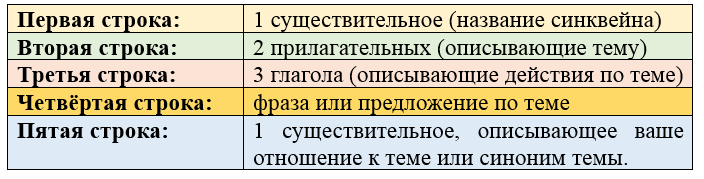 Первая строка: 1 существительное (название синквейна)
Вторая строка: 2 прилагательных (описывающие тему)
Третья строка: 3 глагола (описывающие действия по теме)
Четвёртая строка: фраза или предложение по теме
Пятая строка: 1 существительное, описывающее ваше
отношение к теме или синоним темы.